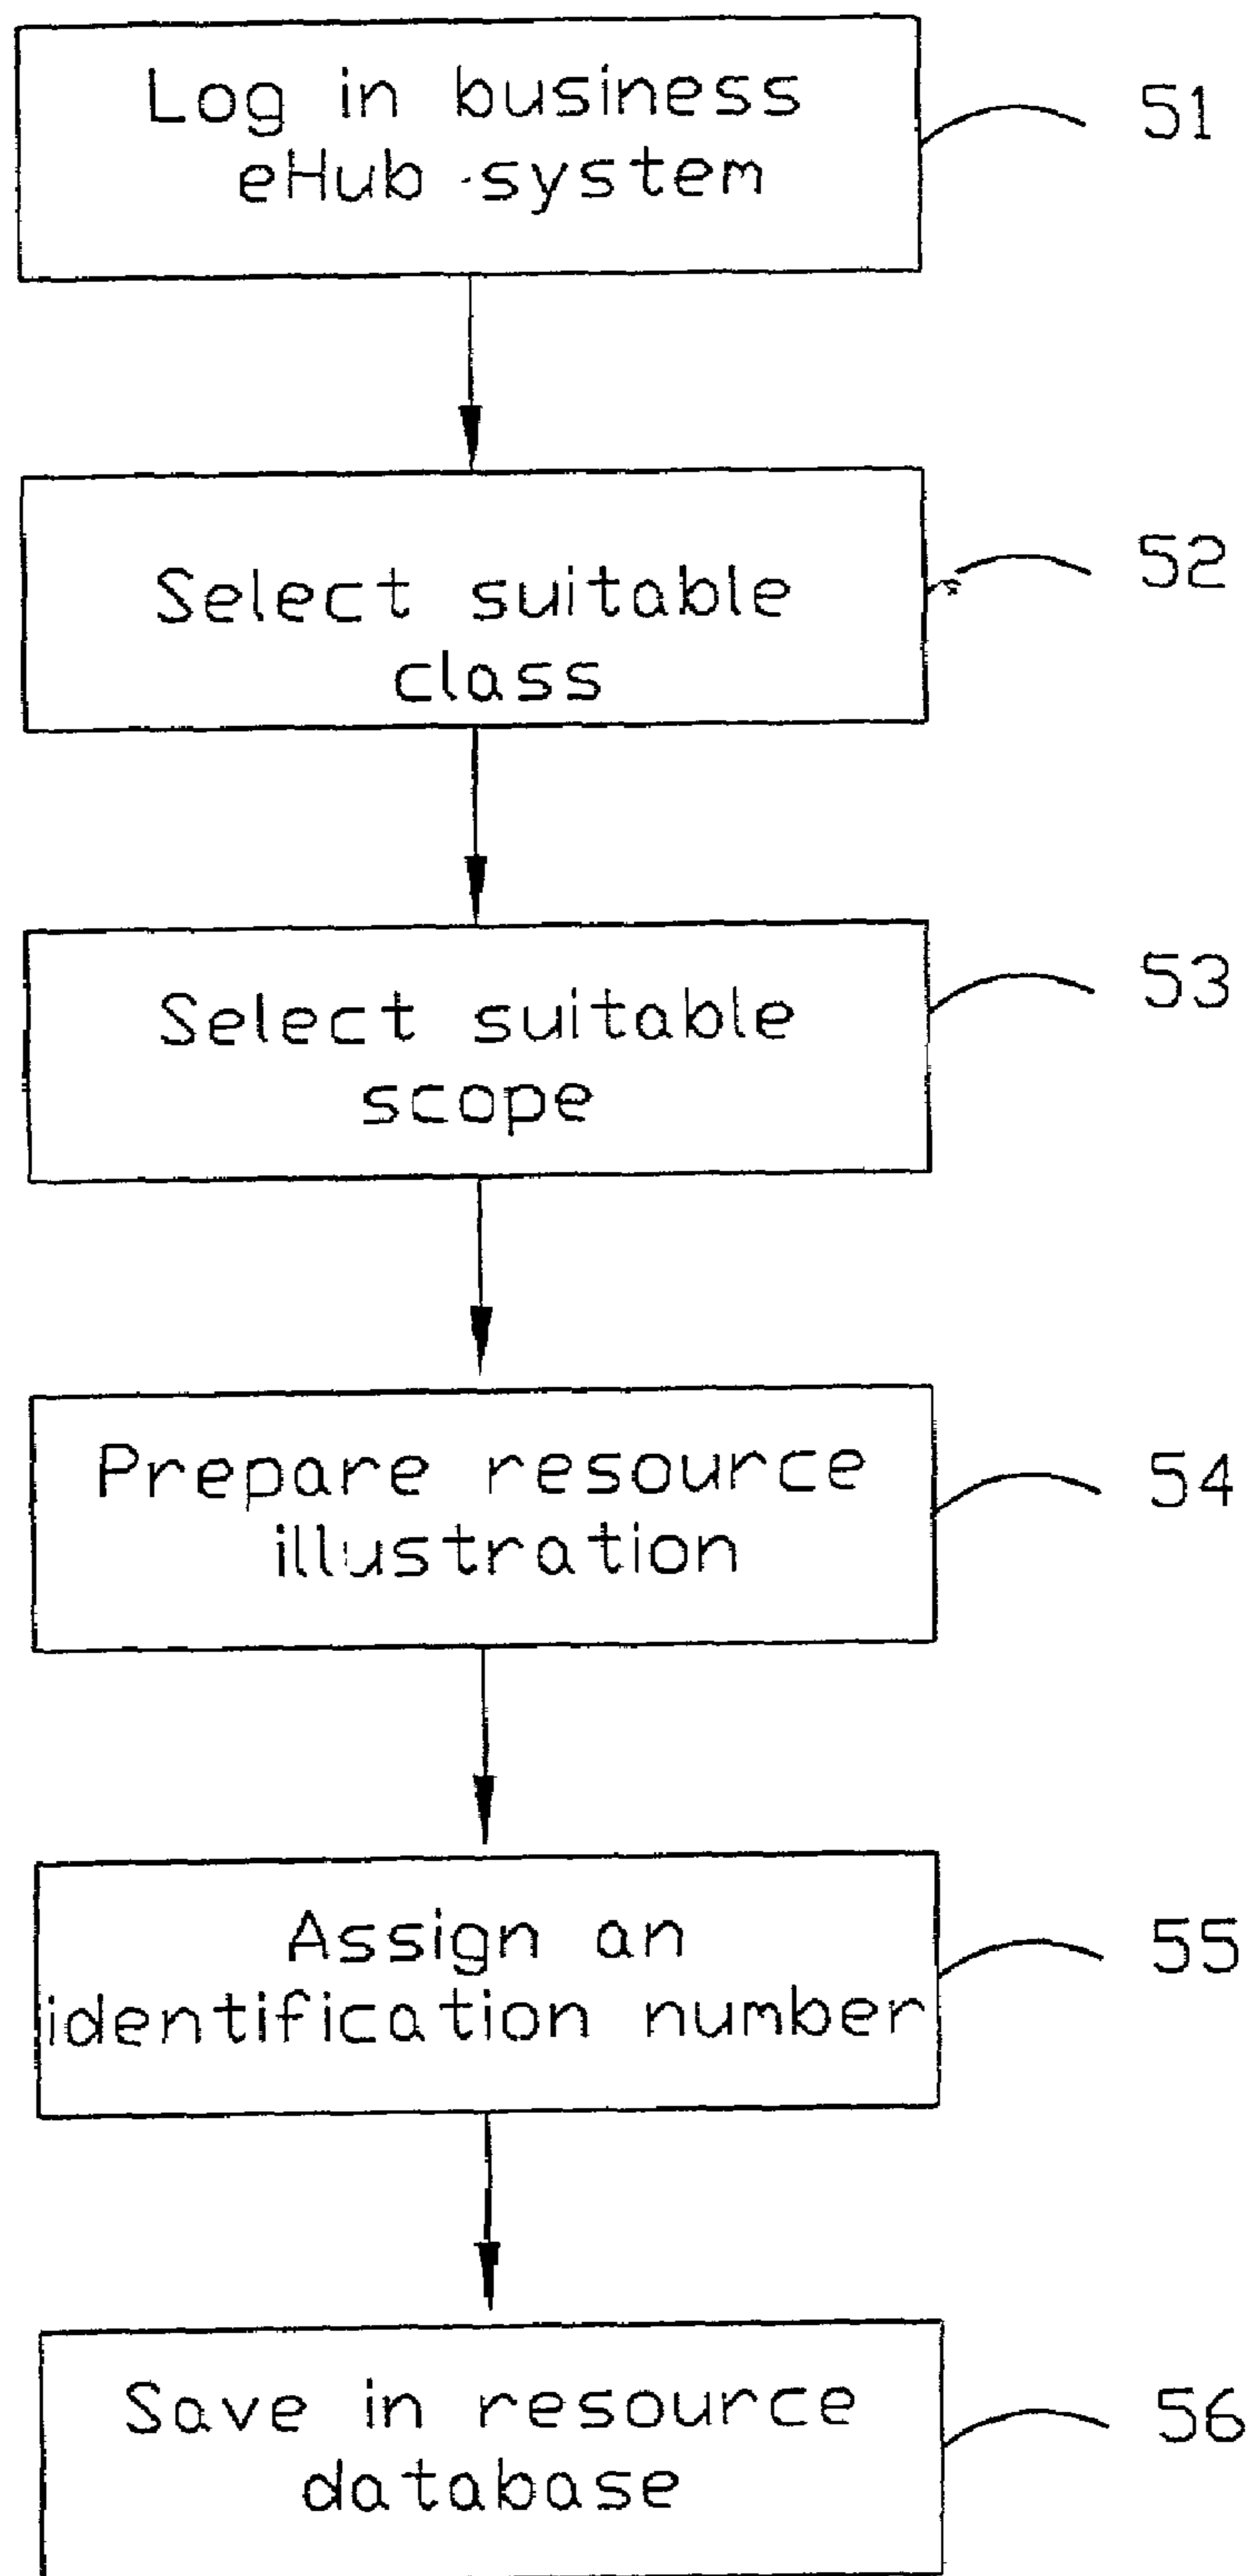 Log in business
eHub system
51
Select suitable
class
52
Select suitable
scope
53
Prepare resource
illustration
54
Assign an
identification number
55
Save in resource
database
56